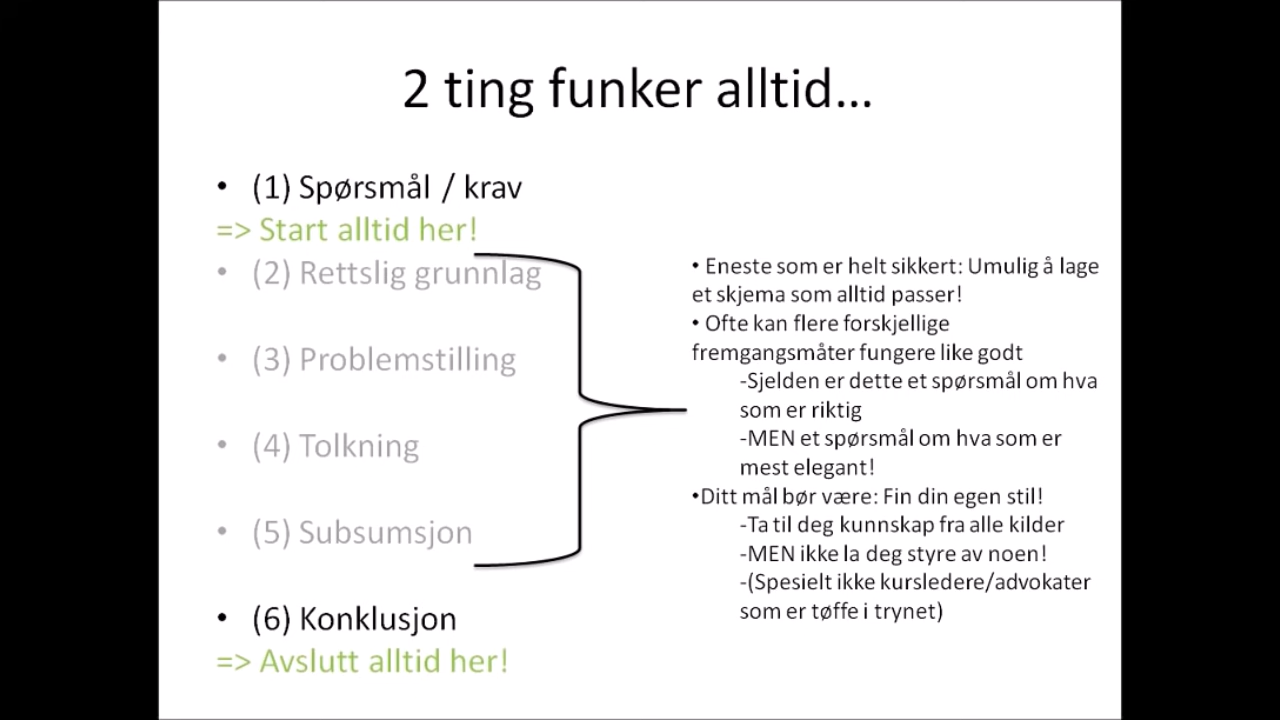 2 ting funker alltid...
• (1) Spørsmål / krav
=> Start alltid her!
• (2) Rettslig grunnlag
• (3) Problemstilling
• (4) Tolkning
• (5) Subsumsjon
• (6) Konklusjon
=> Avslutt alltid her!
• Eneste som er helt sikkert: Umulig å lage
et skjema som alltid passer!
• Ofte kan flere forskjellige
fremgangsmåter fungere like godt
-Sjelden er dette et spørsmål om hva
som er riktig
-MEN et spørsmål om hva som er
mest elegant!
•Ditt mål bør være: Fin din egen stil!
-Ta til deg kunnskap fra alle kilder
-MEN ikke la deg styre av noen!
-(Spesielt ikke kursledere/advokater
som er tøffe i trynet)